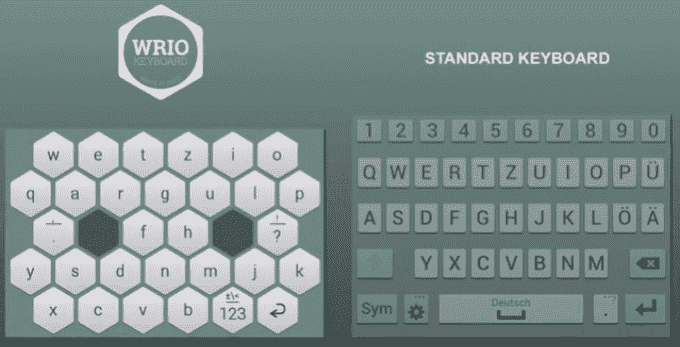 WRIO
KEYBOARD
STANDARD KEYBOARD
w e t z i o
q a r g u l p
. f h ! ?
y s d n m j k
x c v b 123
1 2 3 4 5 6 7 8 9 0
Q W E R T Z U I O P Ü
A S D F G H J K L Ö Ä
Y X C V B N M
Deutsch
Sym .